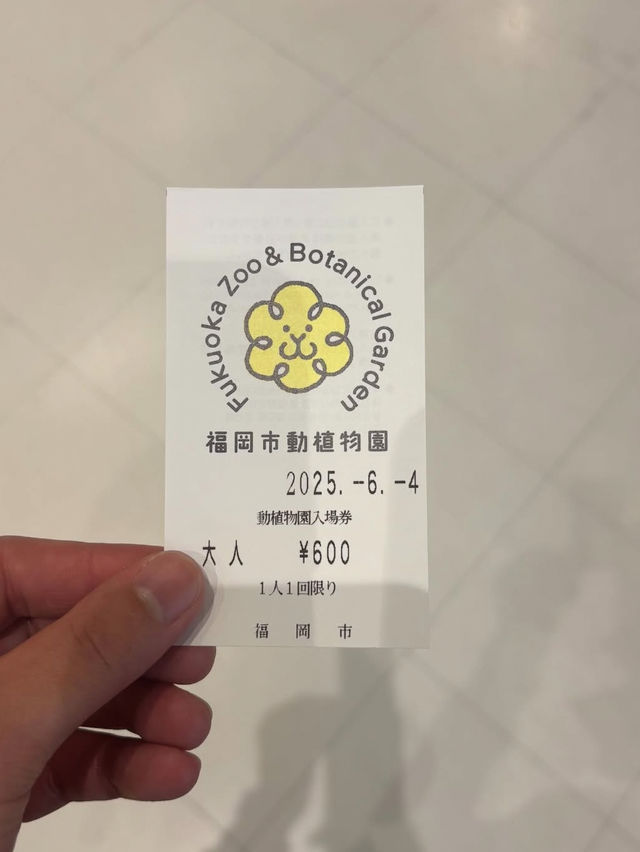 Fukuoka Zoo & Botanical Garden
福岡市動植物園
2025.-6.-4
動植物園入場券
大人 ¥600
1人1回限り
福岡市